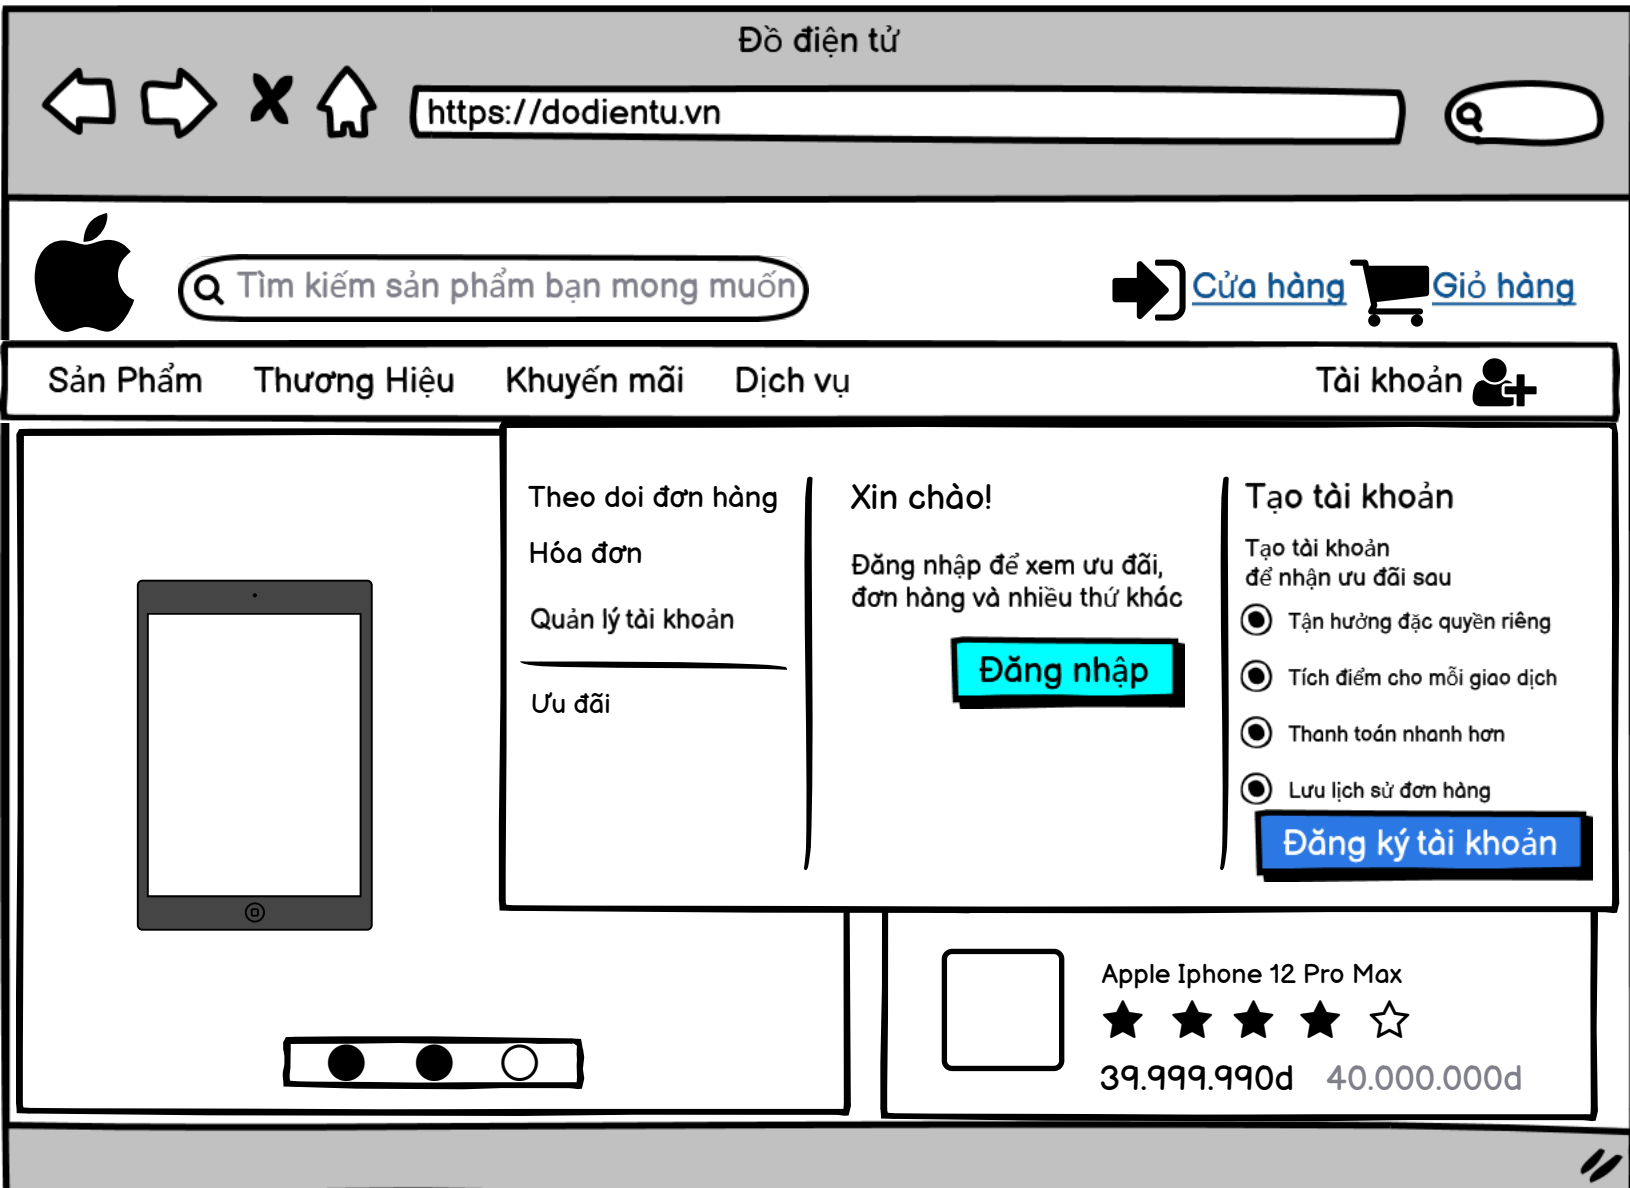 Đồ điện tử
https://dodientu.vn
Tìm kiếm sản phẩm bạn mong muốn
Cửa hàng
Giỏ hàng
Sản Phẩm
Thương Hiệu
Khuyến mãi
Dịch vụ
Tài khoản
Theo doi đơn hàng
Hóa đơn
Quản lý tài khoản
Ưu đãi
Xin chào!
Đăng nhập để xem ưu đãi,
đơn hàng và nhiều thứ khác
Đăng nhập
Tạo tài khoản
Tạo tài khoản
để nhận ưu đãi sau
Tận hưởng đặc quyền riêng
Tích điểm cho mỗi giao dịch
Thanh toán nhanh hơn
Lưu lịch sử đơn hàng
Đăng ký tài khoản
Apple Iphone 12 Pro Max
39.999.990d
40.000.000d